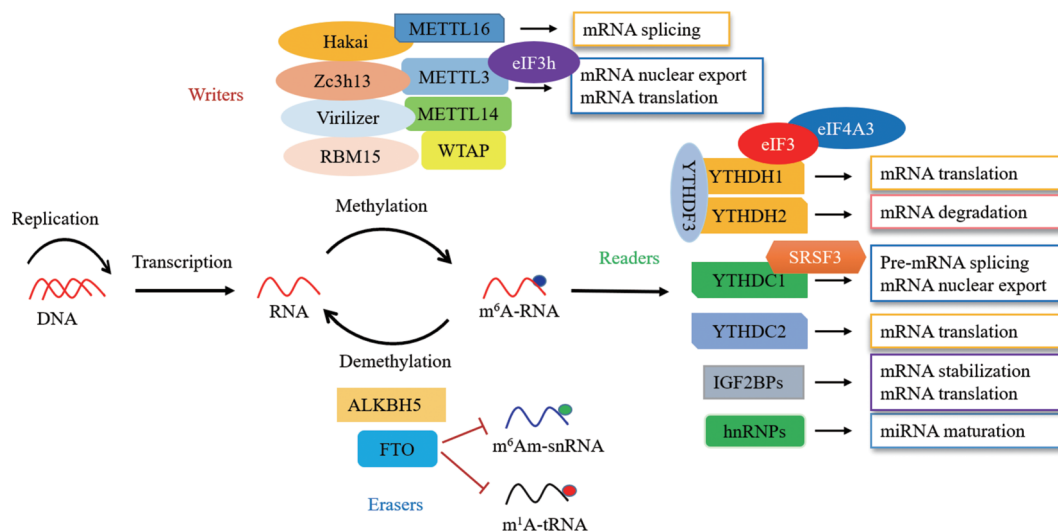 Hakai
METTL16
mRNA splicing
eIF3h
Zc3h13
METTL3
mRNA nuclear export
mRNA translation
Writers
Virilizer
METTL14
RBM15
WTAP
eIF4A3
eIF3
YTHDF3
YTHDH1
mRNA translation
YTHDH2
mRNA degradation
Replication
Methylation
Transcription
Readers
SRSF3
YTHDC1
Pre-mRNA splicing
mRNA nuclear export
DNA
RNA
m⁶A-RNA
YTHDC2
mRNA translation
Demethylation
IGF2BPs
mRNA stabilization
mRNA translation
ALKBH5
FTO
m⁶Am-snRNA
hnRNPs
miRNA maturation
Erasers
m¹A-tRNA